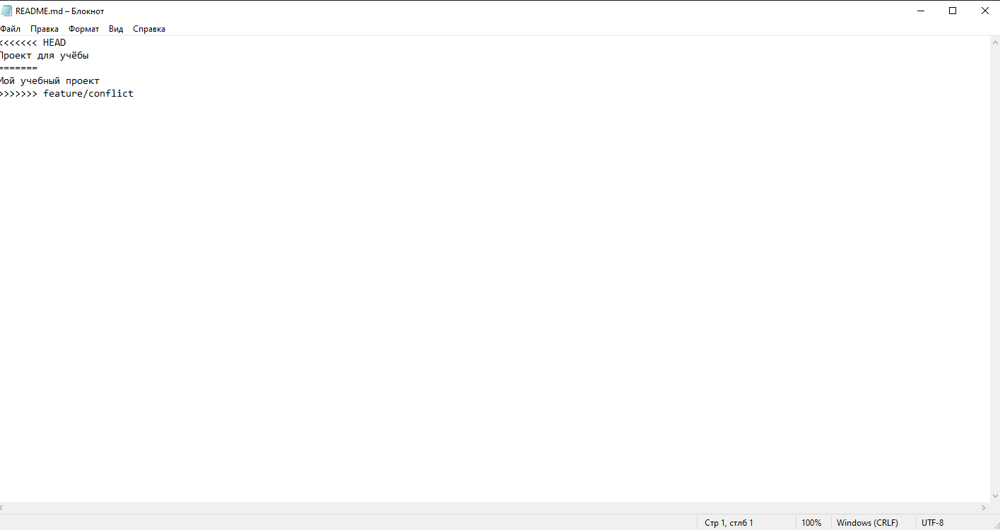 README.md – Блокнот
Файл Правка Формат Вид Справка
<<<<<<< HEAD
Проект для учёбы
=======
Мой учебный проект
>>>>>>> feature/conflict
Стр 1, стлб 1 100% Windows (CRLF) UTF-8